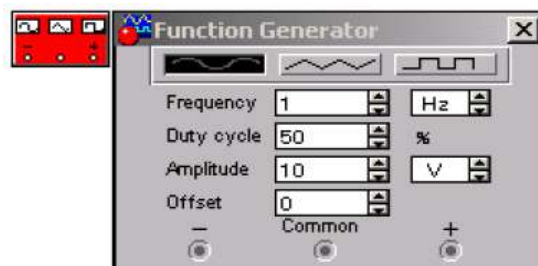 Function Generator
Frequency 1 Hz
Duty cycle 50 %
Amplitude 10 V
Offset 0
− Common +
− +